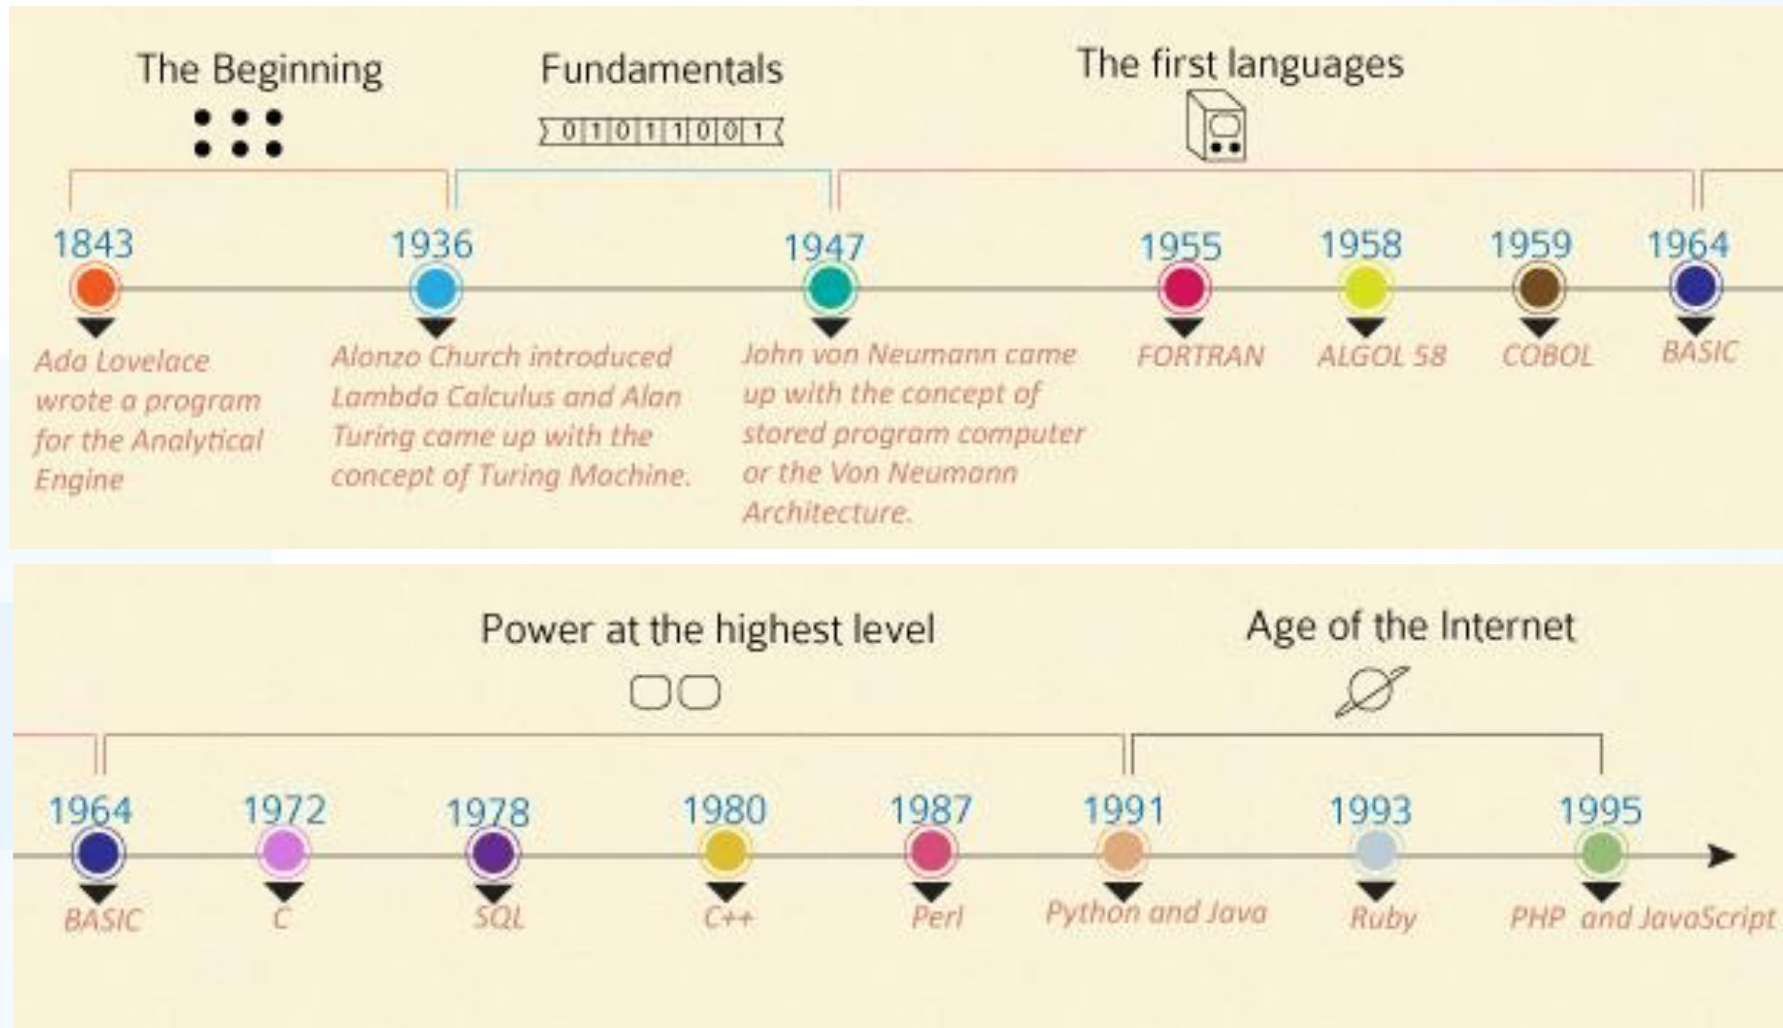 The Beginning
Fundamentals
The first languages
0 1 0 1 1 0 0 1
1843
1936
1947
1955
1958
1959
1964
Ada Lovelace
wrote a program
for the Analytical
Engine
Alonzo Church introduced
Lambda Calculus and Alan
Turing came up with the
concept of Turing Machine.
John von Neumann came
up with the concept of
stored program computer
or the Von Neumann
Architecture.
FORTRAN
ALGOL 58
COBOL
BASIC
Power at the highest level
Age of the Internet
1964
1972
1978
1980
1987
1991
1993
1995
BASIC
C
SQL
C++
Perl
Python and Java
Ruby
PHP and JavaScript